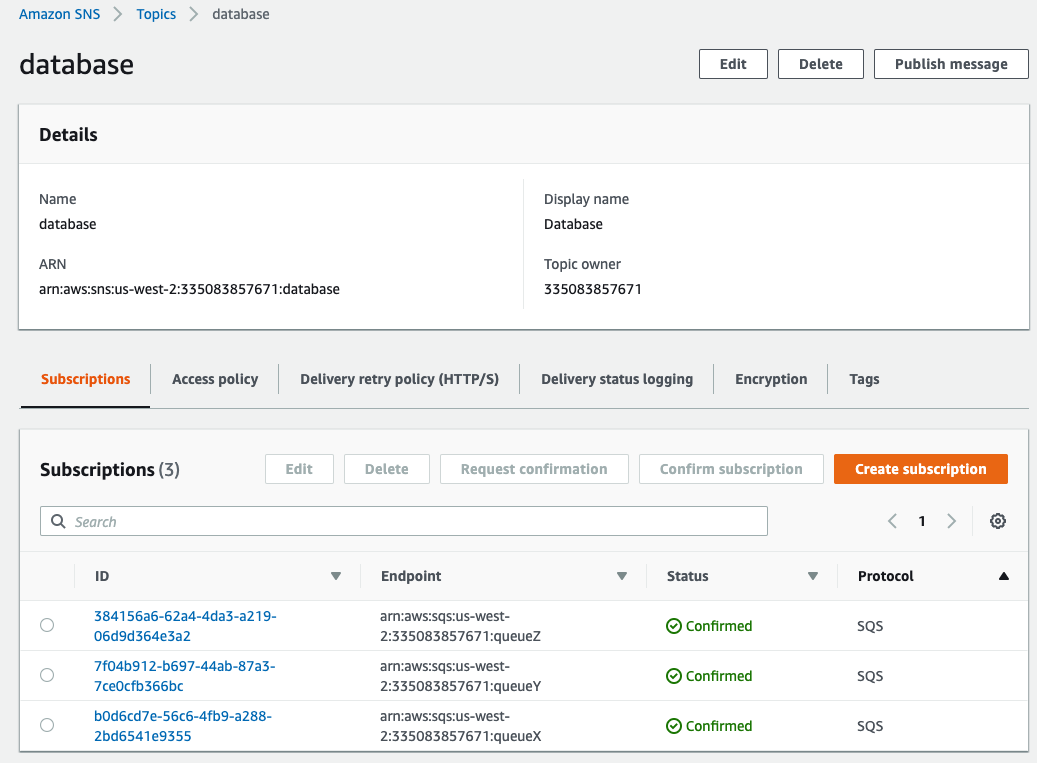 Amazon SNS > Topics > database
database
Edit
Delete
Publish message
Details
Name
database
Display name
Database
ARN
arn:aws:sns:us-west-2:335083857671:database
Topic owner
335083857671
Subscriptions
Access policy
Delivery retry policy (HTTP/S)
Delivery status logging
Encryption
Tags
Subscriptions (3)
Edit
Delete
Request confirmation
Confirm subscription
Create subscription
Search
1
ID
Endpoint
Status
Protocol
384156a6-62a4-4da3-a219-
06d9d364e3a2
arn:aws:sqs:us-west-
2:335083857671:queueZ
Confirmed
SQS
7f04b912-b697-44ab-87a3-
7ce0cfb366bc
arn:aws:sqs:us-west-
2:335083857671:queueY
Confirmed
SQS
b0d6cd7e-56c6-4fb9-a288-
2bd6541e9355
arn:aws:sqs:us-west-
2:335083857671:queueX
Confirmed
SQS